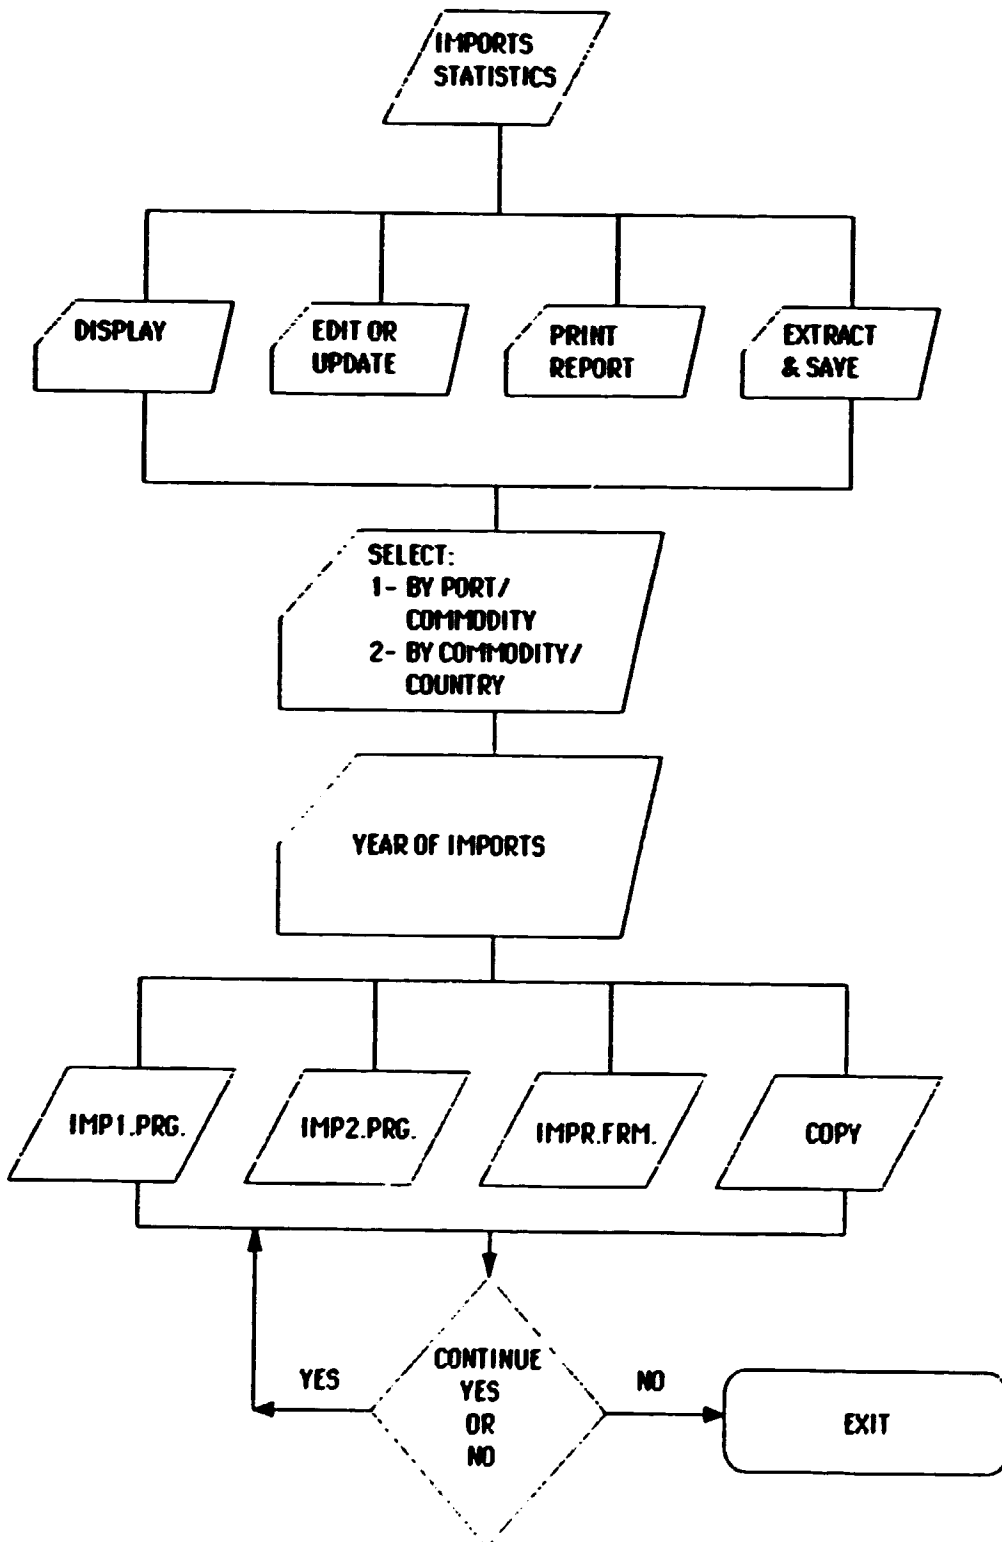 IMPORTS
STATISTICS
DISPLAY
EDIT OR
UPDATE
PRINT
REPORT
EXTRACT
& SAVE
SELECT:
1- BY PORT/
COMMODITY
2- BY COMMODITY/
COUNTRY
YEAR OF IMPORTS
IMP1.PRG.
IMP2.PRG.
IMPR.FRM.
COPY
YES
CONTINUE
YES
OR
NO
NO
EXIT